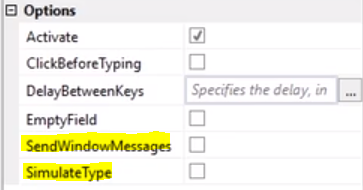 Options
Activate
ClickBeforeTyping
DelayBetweenKeys Specifies the delay, in ...
EmptyField
SendWindowMessages
SimulateType